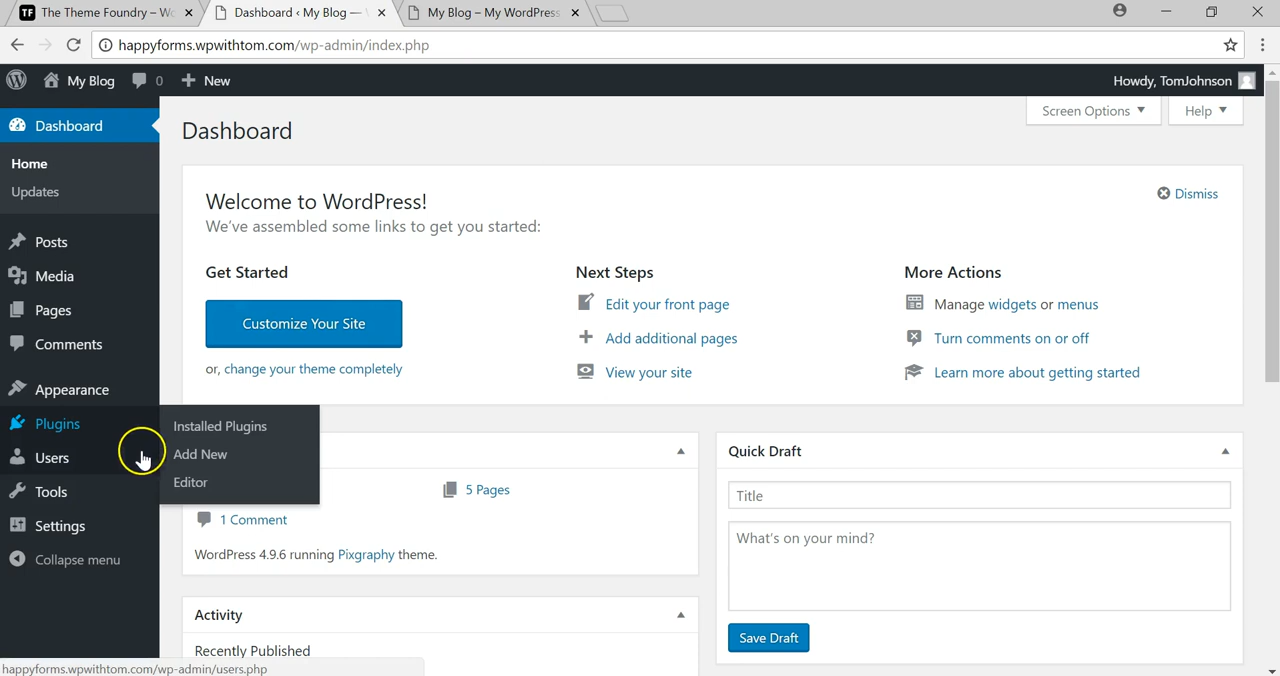 The Theme Foundry – Wo
Dashboard ‹ My Blog —
My Blog – My WordPress
happyforms.wpwithtom.com/wp-admin/index.php
My Blog
0
New
Howdy, TomJohnson
Dashboard
Home
Updates
Posts
Media
Pages
Comments
Appearance
Plugins
Users
Tools
Settings
Collapse menu
Installed Plugins
Add New
Editor
Dashboard
Screen Options
Help
Welcome to WordPress!
We've assembled some links to get you started:
Dismiss
Get Started
Customize Your Site
or, change your theme completely
Next Steps
Edit your front page
Add additional pages
View your site
More Actions
Manage widgets or menus
Turn comments on or off
Learn more about getting started
5 Pages
1 Comment
WordPress 4.9.6 running Pixgraphy theme.
Activity
Recently Published
Quick Draft
Title
What's on your mind?
Save Draft
happyforms.wpwithtom.com/wp-admin/users.php